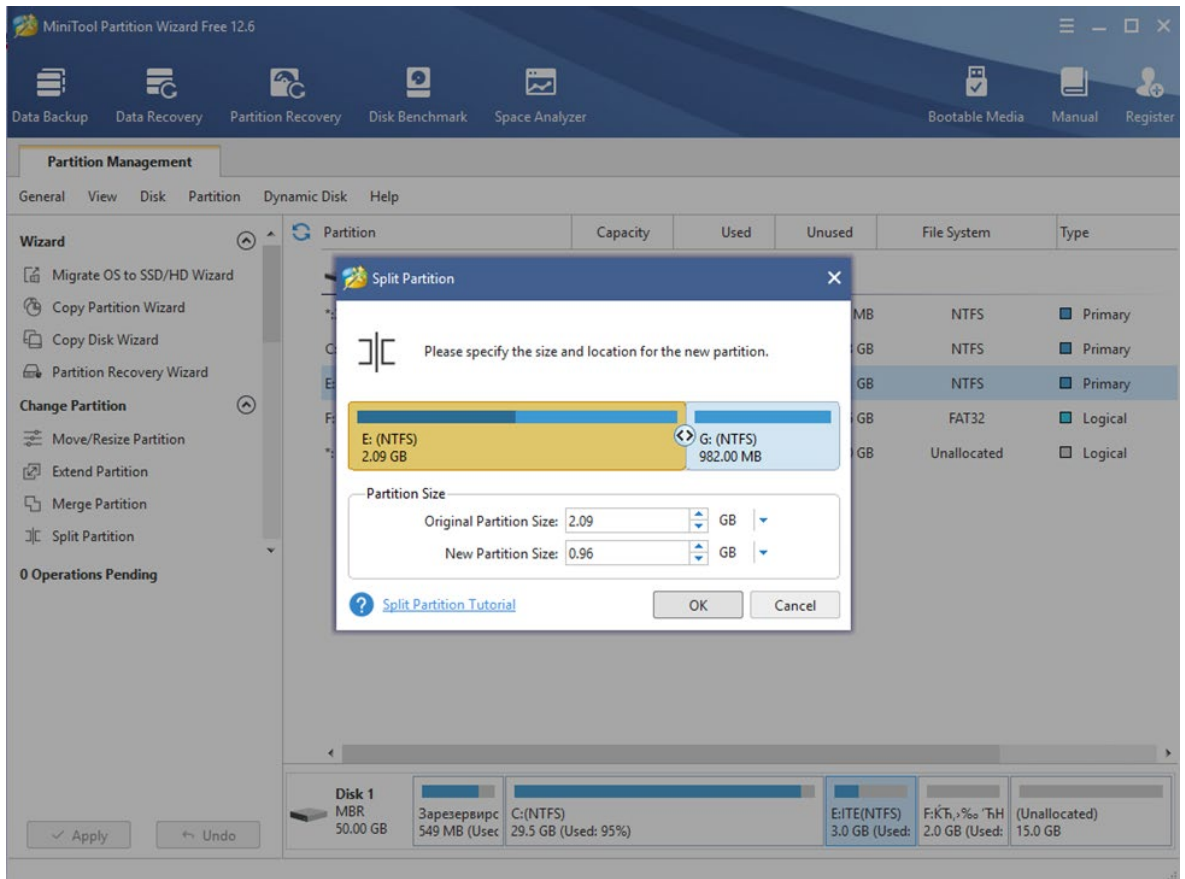 MiniTool Partition Wizard Free 12.6
Data Backup Data Recovery Partition Recovery Disk Benchmark Space Analyzer Bootable Media Manual Register
Partition Management
General View Disk Partition Dynamic Disk Help
Wizard
Migrate OS to SSD/HD Wizard
Copy Partition Wizard
Copy Disk Wizard
Partition Recovery Wizard
Change Partition
Move/Resize Partition
Extend Partition
Merge Partition
Split Partition
0 Operations Pending
Apply Undo
Partition Capacity Used Unused File System Type
MB NTFS Primary
GB NTFS Primary
GB NTFS Primary
GB FAT32 Logical
GB Unallocated Logical
Split Partition
Please specify the size and location for the new partition.
E: (NTFS)
2.09 GB
G: (NTFS)
982.00 MB
Partition Size
Original Partition Size: 2.09 GB
New Partition Size: 0.96 GB
Split Partition Tutorial OK Cancel
Disk 1
MBR
50.00 GB
Зарезервирс
549 MB (Usec
C:(NTFS)
29.5 GB (Used: 95%)
E:ITE(NTFS)
3.0 GB (Used:
2.0 GB (Used:
(Unallocated)
15.0 GB